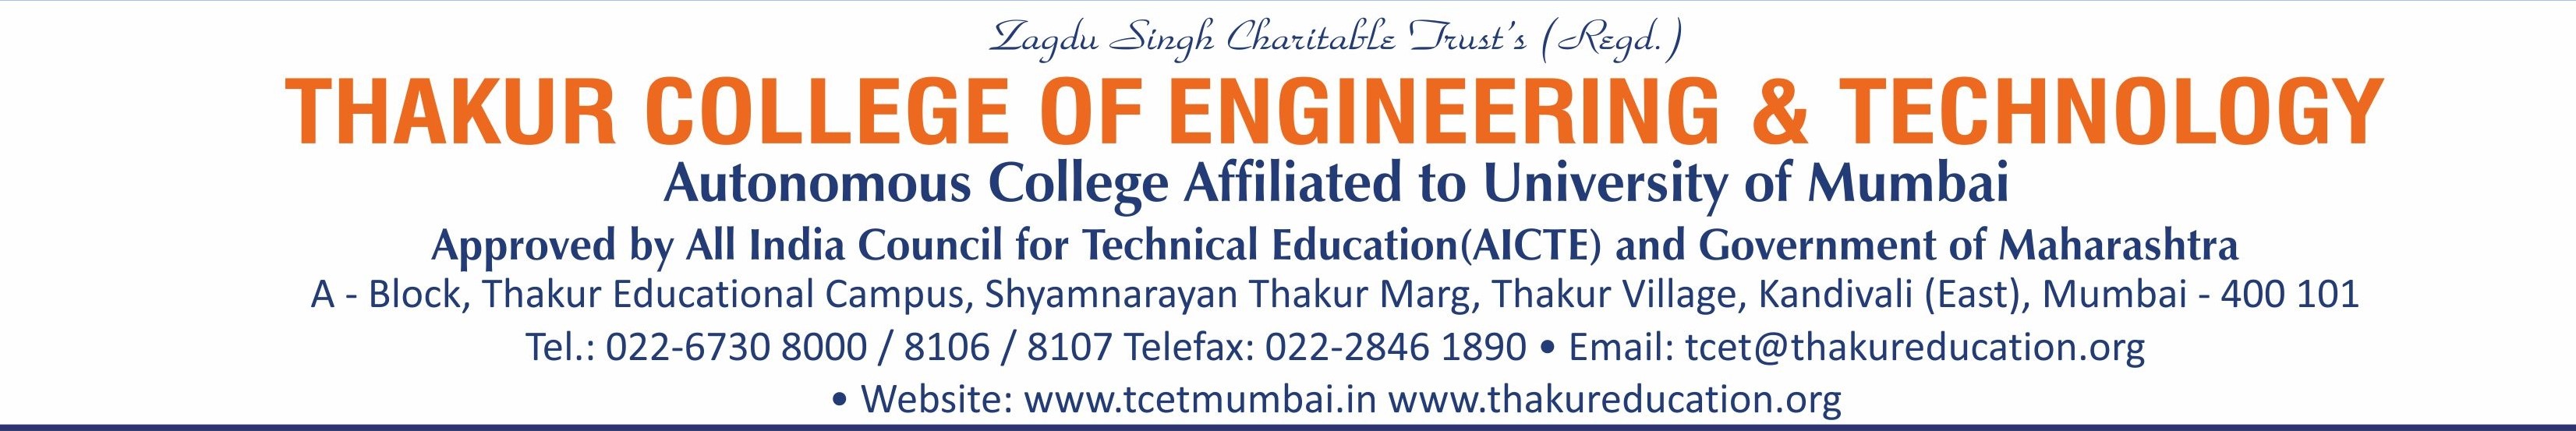 Zagdu Singh Charitable Trust's (Regd.)
THAKUR COLLEGE OF ENGINEERING & TECHNOLOGY
Autonomous College Affiliated to University of Mumbai
Approved by All India Council for Technical Education(AICTE) and Government of Maharashtra
A - Block, Thakur Educational Campus, Shyamnarayan Thakur Marg, Thakur Village, Kandivali (East), Mumbai - 400 101
Tel.: 022-6730 8000 / 8106 / 8107 Telefax: 022-2846 1890 • Email: tcet@thakureducation.org
• Website: www.tcetmumbai.in www.thakureducation.org